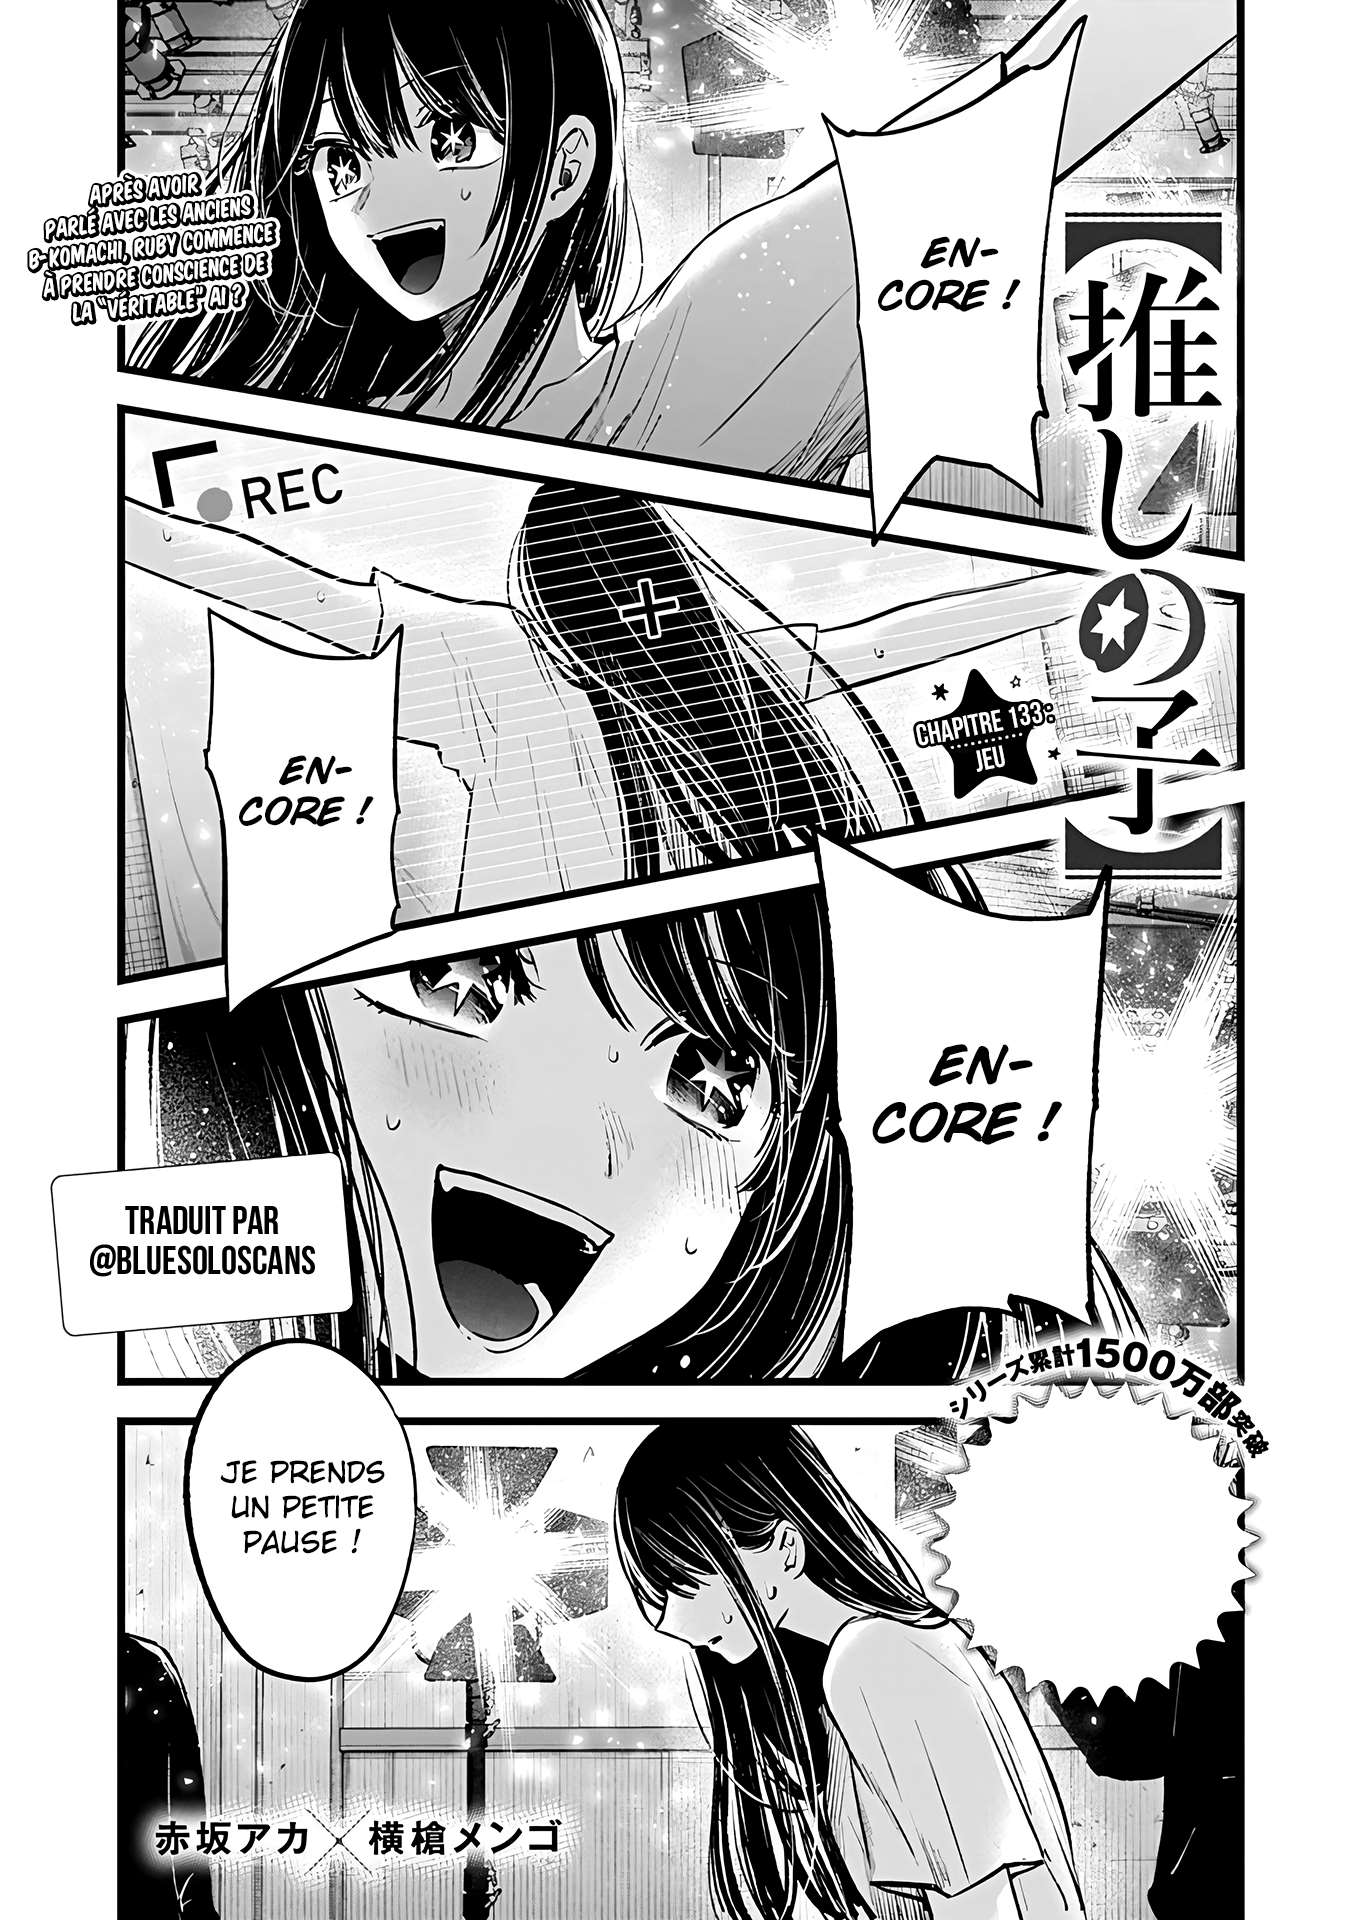 APRÈS AVOIR
PARLÉ AVEC LES ANCIENS
B-KOMACHI, RUBY COMMENCE
À PRENDRE CONSCIENCE DE
LA "VÉRITABLE" AI ?
EN-
CORE !
【推しの子】
REC
CHAPITRE 133:
JEU
EN-
CORE !
EN-
CORE !
TRADUIT PAR
@BLUESOLOSCANS
シリーズ累計1500万部突破
JE PRENDS
UN PETITE
PAUSE !
赤坂アカ×横槍メンゴ